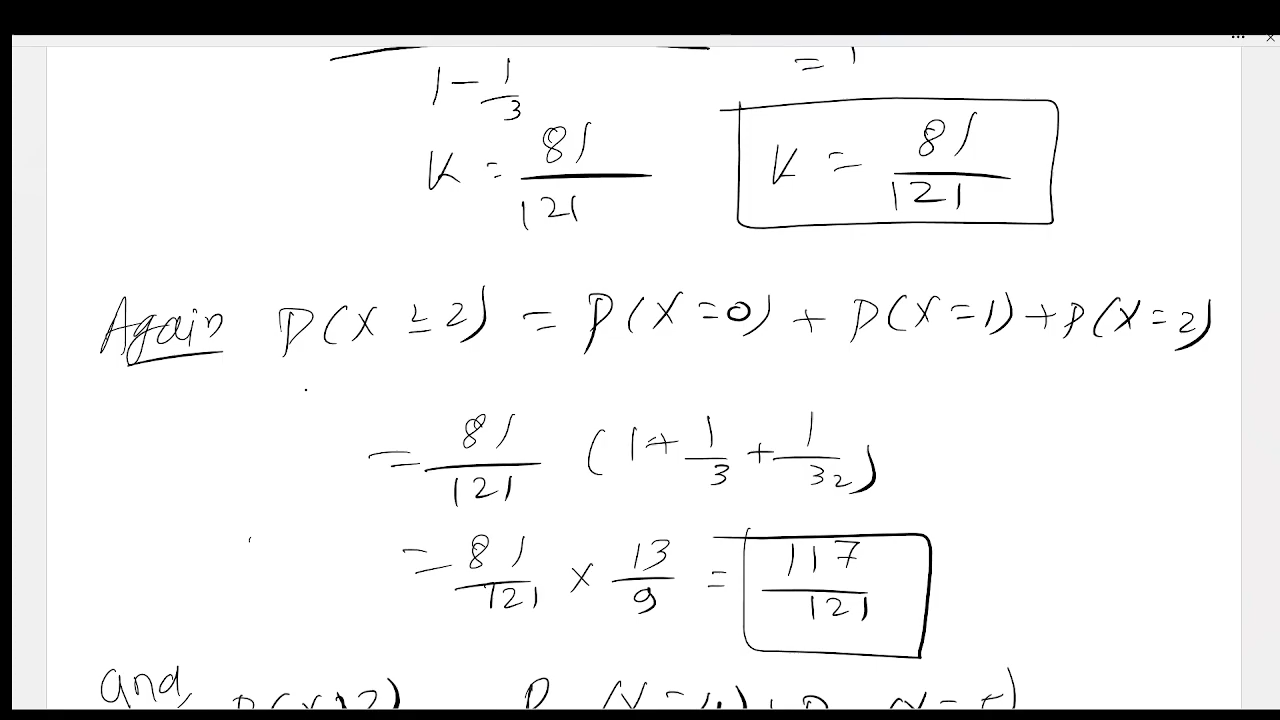 1 - 1/3 = 1
K = 81/121 K = 81/121
Again P(X ≤ 2) = P(X = 0) + P(X = 1) + P(X = 2)
= 81/121 (1 + 1/3 + 1/3²)
= 81/121 × 13/9 = 117/121
and,